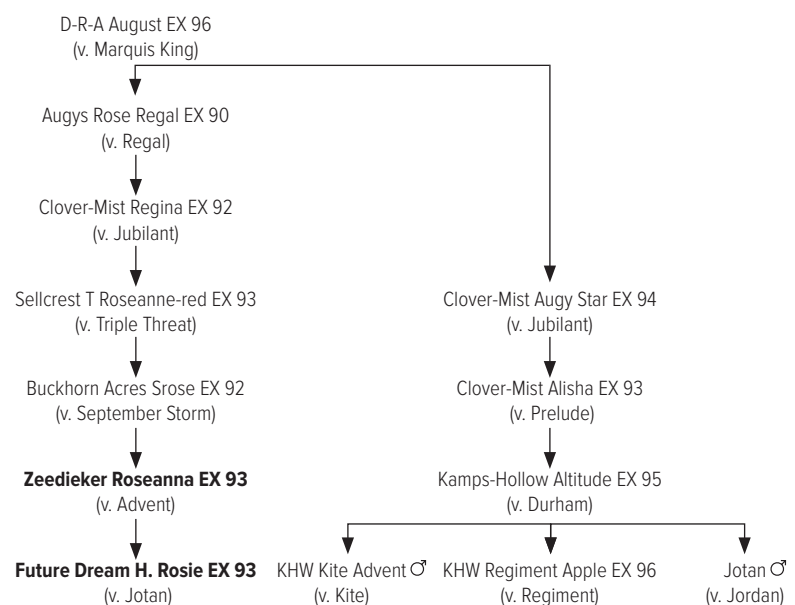 D-R-A August EX 96
(v. Marquis King)
Augys Rose Regal EX 90
(v. Regal)
Clover-Mist Regina EX 92
(v. Jubilant)
Sellcrest T Roseanne-red EX 93
(v. Triple Threat)
Clover-Mist Augy Star EX 94
(v. Jubilant)
Buckhorn Acres Srose EX 92
(v. September Storm)
Clover-Mist Alisha EX 93
(v. Prelude)
Zeedieker Roseanna EX 93
(v. Advent)
Kamps-Hollow Altitude EX 95
(v. Durham)
Future Dream H. Rosie EX 93
(v. Jotan)
KHW Kite Advent ♂
(v. Kite)
KHW Regiment Apple EX 96
(v. Regiment)
Jotan ♂
(v. Jordan)